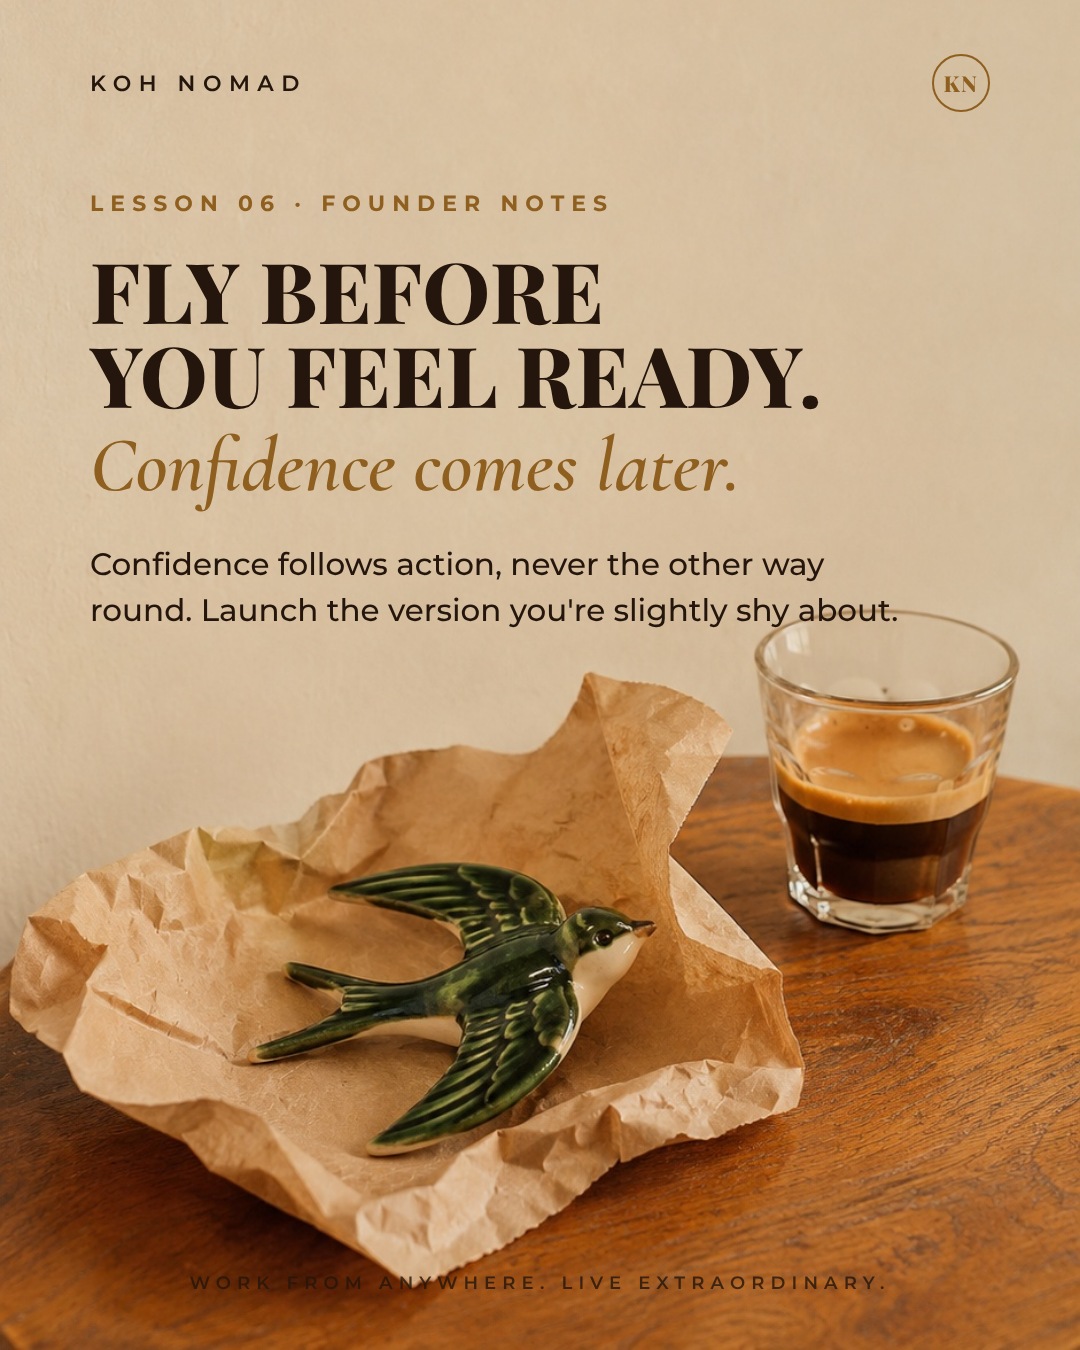 KOH NOMAD
KN
LESSON 06 · FOUNDER NOTES
FLY BEFORE
YOU FEEL READY.
Confidence comes later.
Confidence follows action, never the other way
round. Launch the version you're slightly shy about.
WORK FROM ANYWHERE. LIVE EXTRAORDINARY.